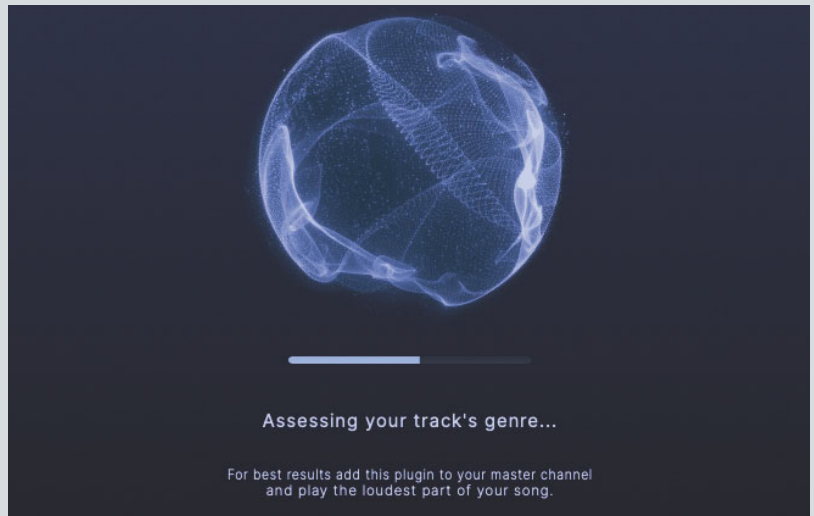 Assessing your track's genre...
For best results add this plugin to your master channel
and play the loudest part of your song.